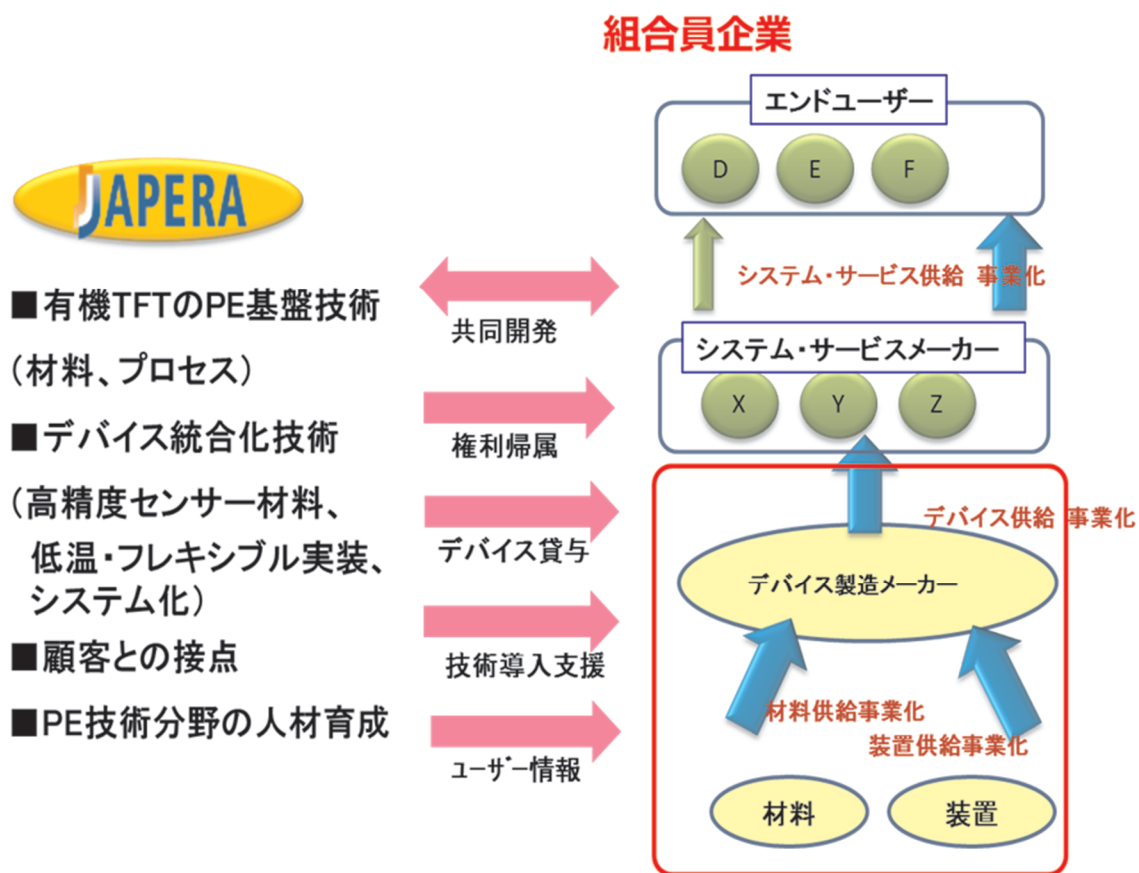 組合員企業
JAPERA
■有機TFTのPE基盤技術
(材料、プロセス)
■デバイス統合化技術
(高精度センサー材料、
低温・フレキシブル実装、
システム化)
■顧客との接点
■PE技術分野の人材育成
共同開発
権利帰属
デバイス貸与
技術導入支援
ユーザー情報
エンドユーザー
D E F
システム・サービス供給 事業化
システム・サービスメーカー
X Y Z
デバイス供給 事業化
デバイス製造メーカー
材料供給事業化
装置供給事業化
材料 装置